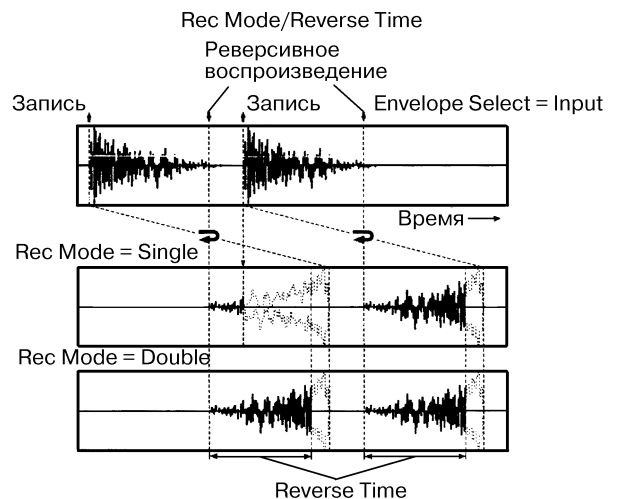 Rec Mode/Reverse Time
Реверсивное
воспроизведение
Запись
Запись
Envelope Select = Input
Время
Rec Mode = Single
Rec Mode = Double
Reverse Time